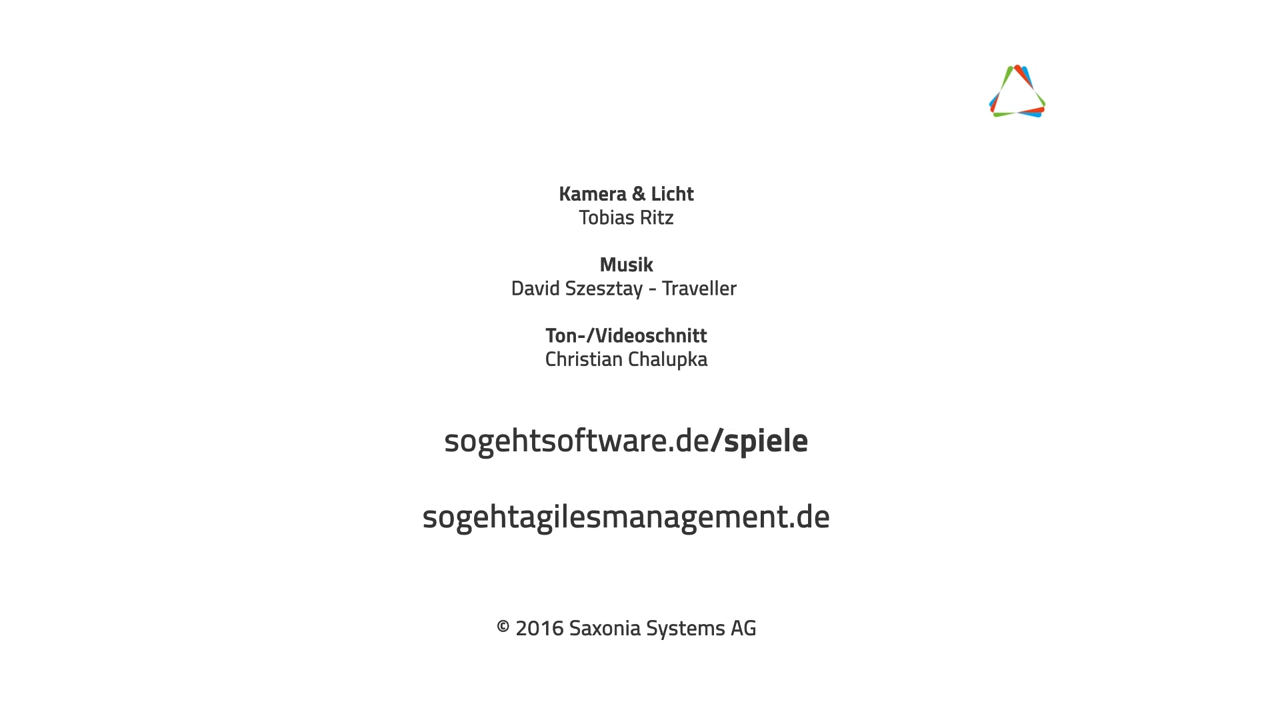 Kamera & Licht
Tobias Ritz
Musik
David Szesztay - Traveller
Ton-/Videoschnitt
Christian Chalupka
sogehtsoftware.de/spiele
sogehtagilesmanagement.de
© 2016 Saxonia Systems AG